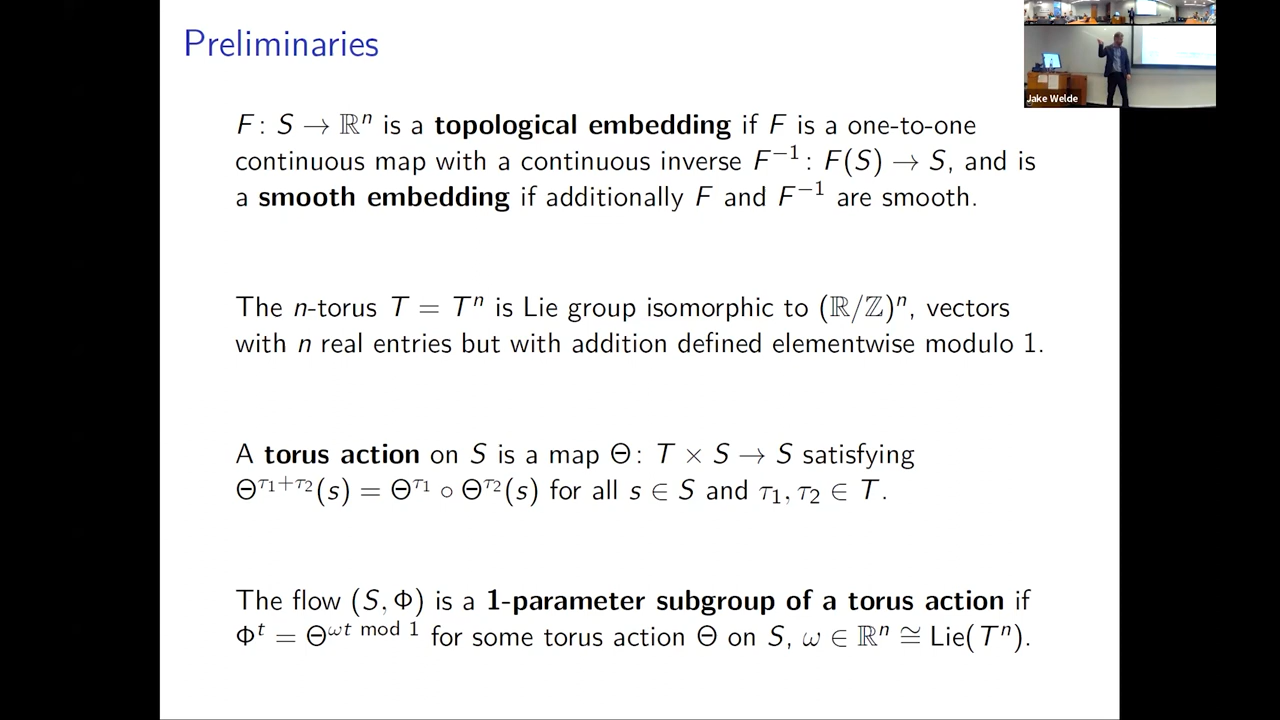 Preliminaries
Jake Welde
F : S → ℝⁿ is a topological embedding if F is a one-to-one
continuous map with a continuous inverse F⁻¹ : F(S) → S, and is
a smooth embedding if additionally F and F⁻¹ are smooth.
The n-torus T = Tⁿ is Lie group isomorphic to (ℝ/ℤ)ⁿ, vectors
with n real entries but with addition defined elementwise modulo 1.
A torus action on S is a map Θ : T × S → S satisfying
Θ^{τ₁+τ₂}(s) = Θ^{τ₁} ∘ Θ^{τ₂}(s) for all s ∈ S and τ₁, τ₂ ∈ T.
The flow (S, Φ) is a 1-parameter subgroup of a torus action if
Φᵗ = Θ^{ωt mod 1} for some torus action Θ on S, ω ∈ ℝⁿ ≅ Lie(Tⁿ).